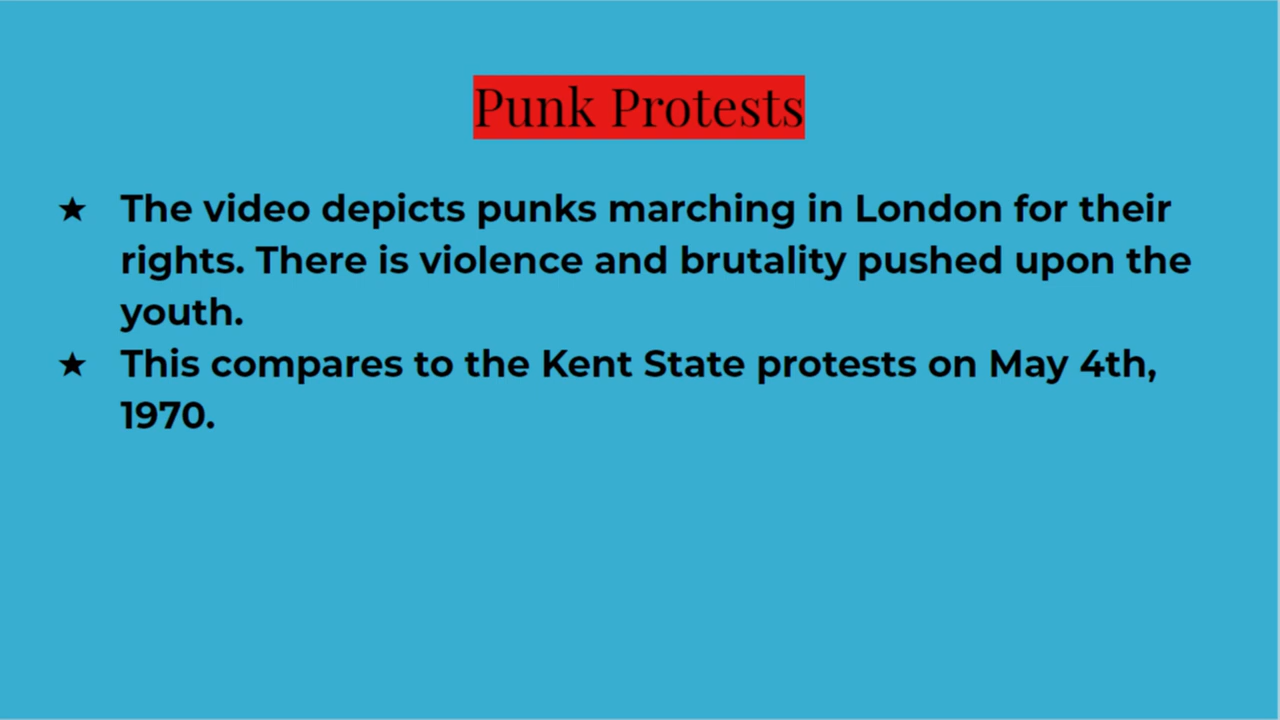 Punk Protests
★ The video depicts punks marching in London for their
rights. There is violence and brutality pushed upon the
youth.
★ This compares to the Kent State protests on May 4th,
1970.